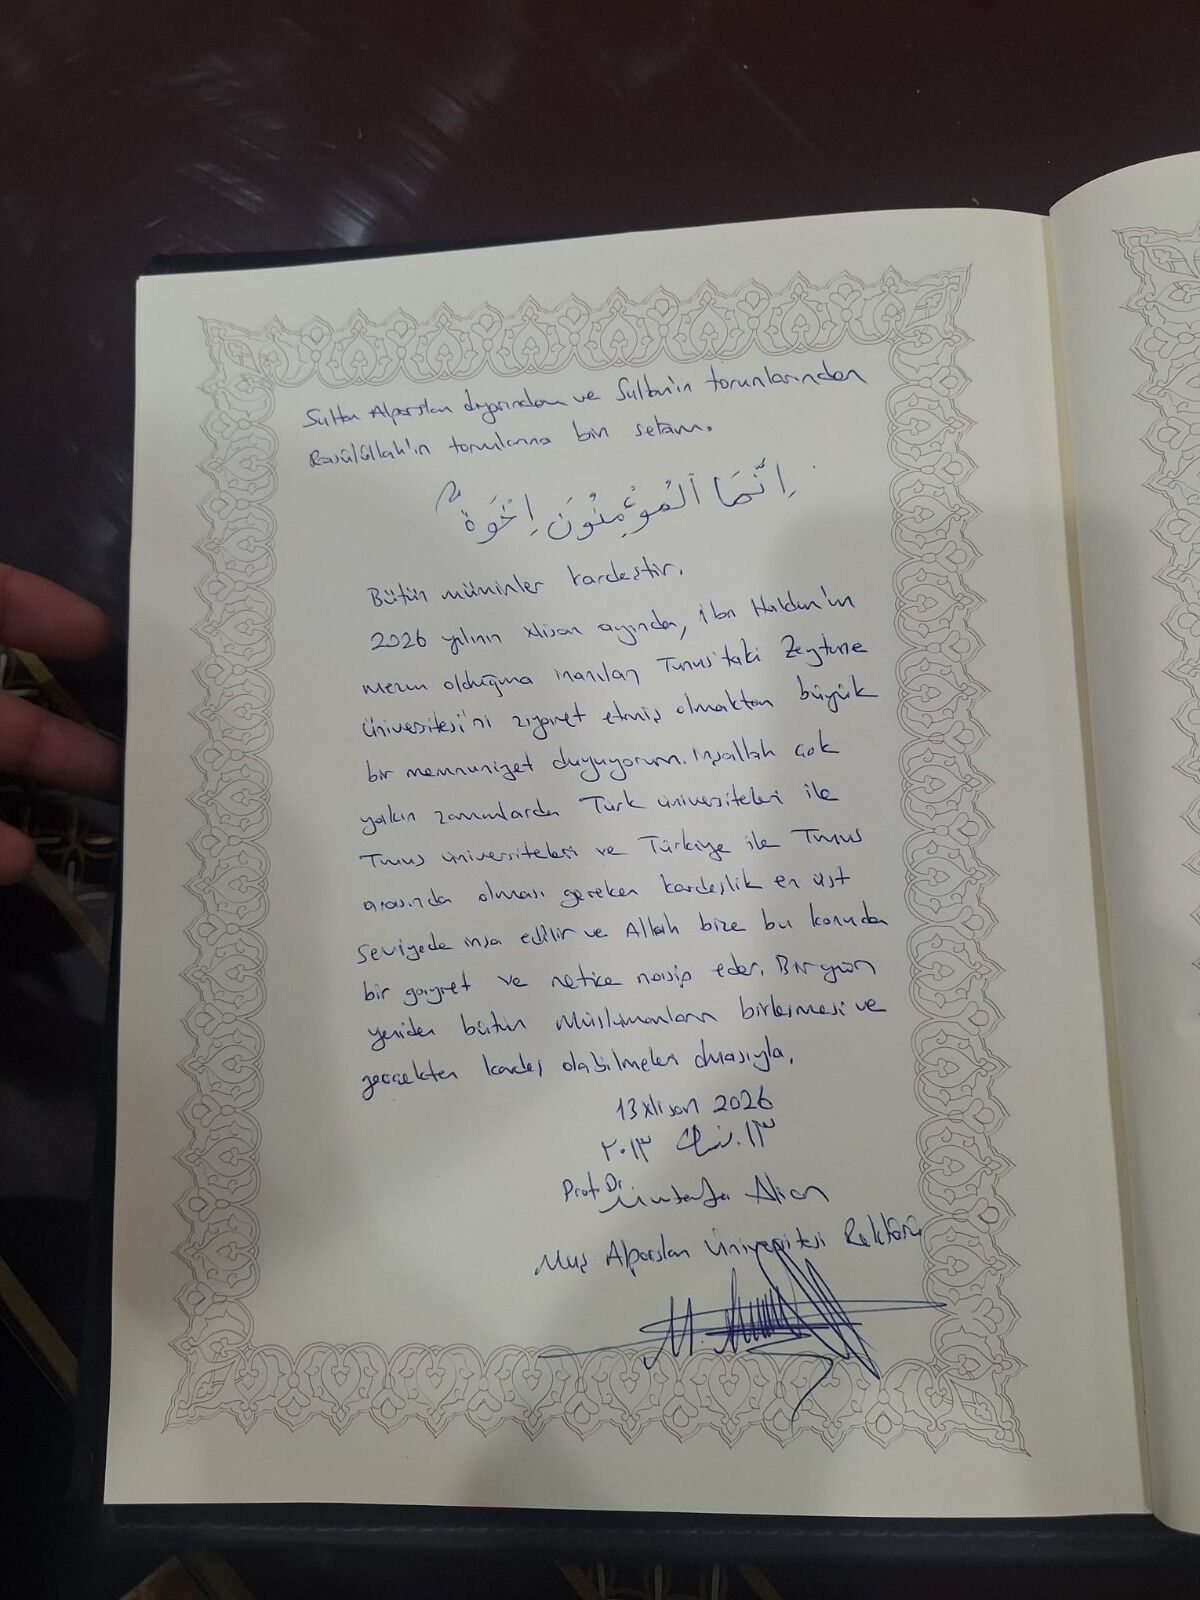 Sultan Alparslan diyarından ve Sultan'ın torunlarından
Rasûlüllah'ın torunlarına bin selam.
إِنَّمَا الْمُؤْمِنُونَ إِخْوَةٌ
Bütün müminler kardeştir.
2026 yılının Nisan ayında, İbn Haldun'un
mezun olduğuna inanılan Tunus'taki Zeytune
Üniversitesi'ni ziyaret etmiş olmaktan büyük
bir memnuniyet duyuyorum. İnşallah çok
yakın zamanlarda Türk üniversiteleri ile
Tunus üniversiteleri ve Türkiye ile Tunus
arasında olması gereken kardeşlik en üst
seviyede inşa edilir ve Allah bize bu konuda
bir gayret ve netice nasip eder. Bir gün
yeniden bütün Müslümanların birleşmesi ve
gerçekten kardeş olabilmeleri duasıyla.
13 Nisan 2026
١٣ نيسان ٢٠١٣
Prof. Dr. Mustafa Alican
Muş Alparslan Üniversitesi Rektörü